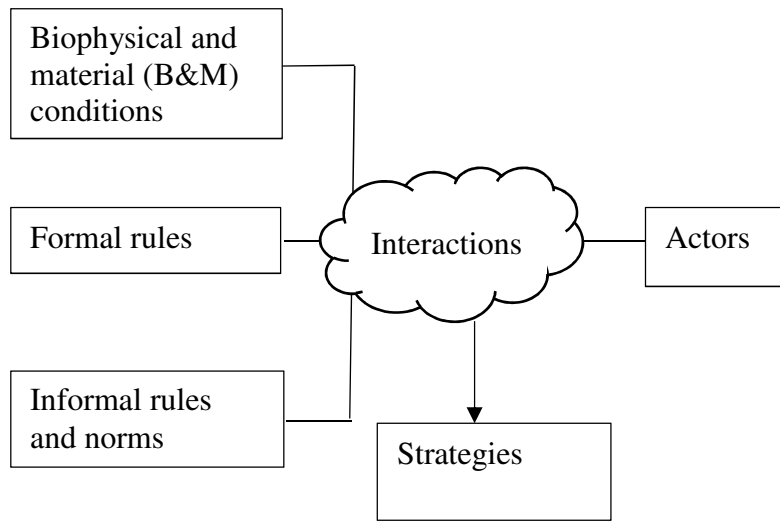 Biophysical and
material (B&M)
conditions
Formal rules
Interactions
Actors
Informal rules
and norms
Strategies